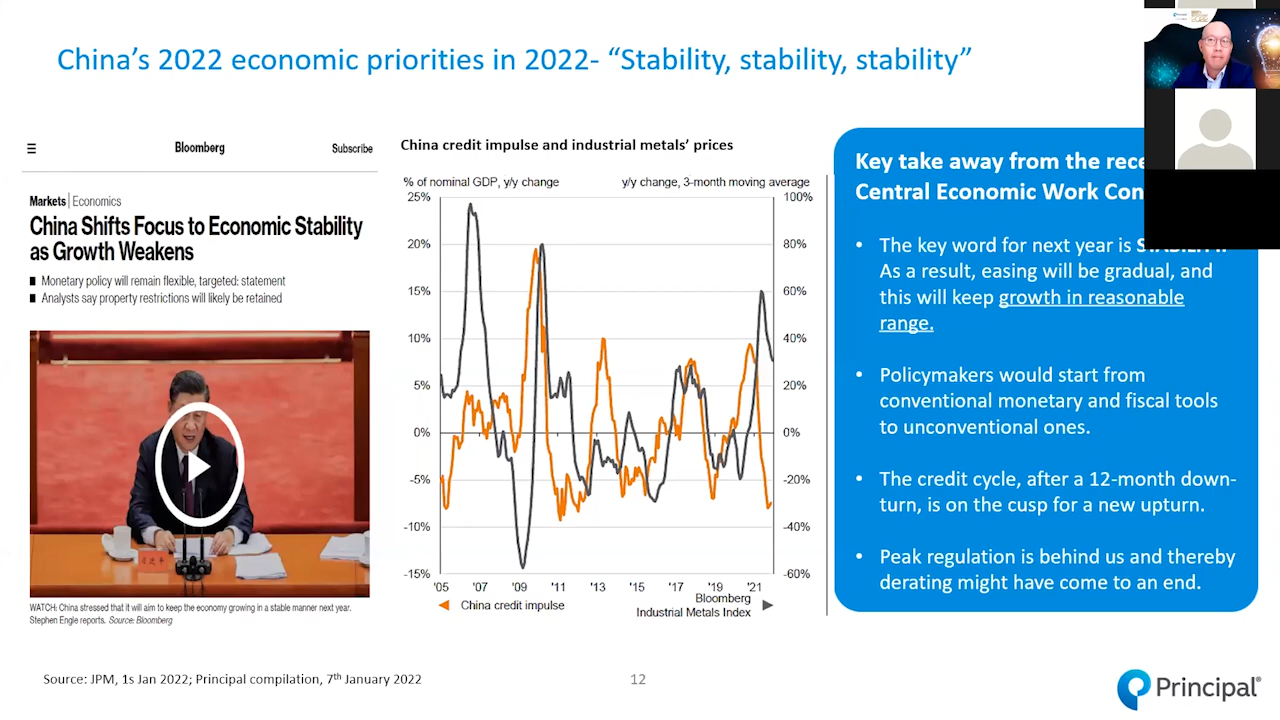 China’s 2022 economic priorities in 2022- “Stability, stability, stability”
Bloomberg
Subscribe
Markets | Economics
China Shifts Focus to Economic Stability
as Growth Weakens
Monetary policy will remain flexible, targeted: statement
Analysts say property restrictions will likely be retained
WATCH: China stressed that it will aim to keep the economy growing in a stable manner next year.
Stephen Engle reports. Source: Bloomberg
China credit impulse and industrial metals’ prices
% of nominal GDP, y/y change
y/y change, 3-month moving average
25% 100%
20% 80%
15% 60%
10% 40%
5% 20%
0% 0%
-5% -20%
-10% -40%
-15% -60%
'05 '07 '09 '11 '13 '15 '17 '19 '21
China credit impulse
Bloomberg
Industrial Metals Index
Key take away from the
Central Economic Work
• The key word for next year is
As a result, easing will be gradual, and
this will keep growth in reasonable
range.
• Policymakers would start from
conventional monetary and fiscal tools
to unconventional ones.
• The credit cycle, after a 12-month down-
turn, is on the cusp for a new upturn.
• Peak regulation is behind us and thereby
derating might have come to an end.
Source: JPM, 1s Jan 2022; Principal compilation, 7th January 2022
12
Principal®